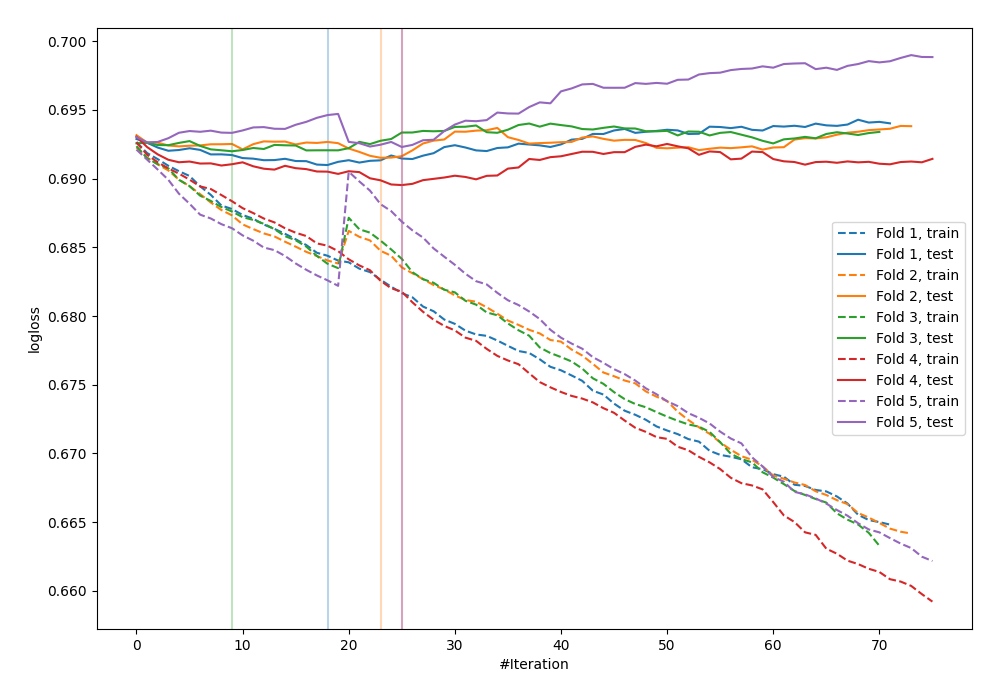 0.700
0.695
0.690
0.685
0.680
0.675
0.670
0.665
0.660
logloss
0
10
20
30
40
50
60
70
#Iteration
Fold 1, train
Fold 1, test
Fold 2, train
Fold 2, test
Fold 3, train
Fold 3, test
Fold 4, train
Fold 4, test
Fold 5, train
Fold 5, test